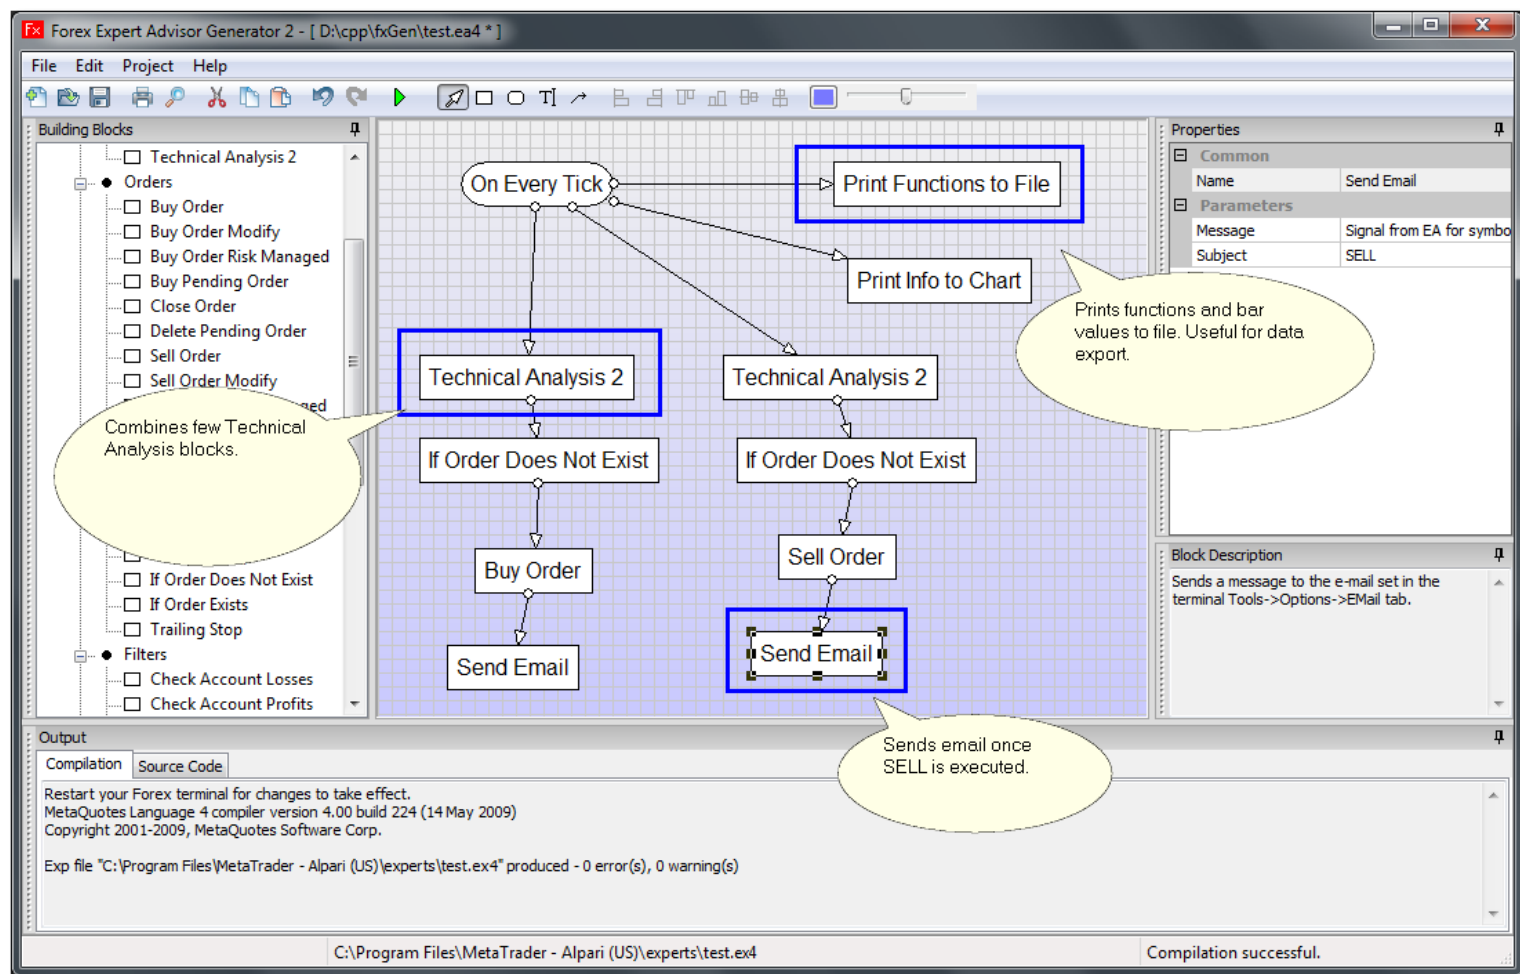 Forex Expert Advisor Generator 2 - [ D:\cpp\fxGen\test.ea4 * ]
File Edit Project Help
Building Blocks
Technical Analysis 2
Orders
Buy Order
Buy Order Modify
Buy Order Risk Managed
Buy Pending Order
Close Order
Delete Pending Order
Sell Order
Sell Order Modify
Combines few Technical
Analysis blocks.
If Order Does Not Exist
If Order Exists
Trailing Stop
Filters
Check Account Losses
Check Account Profits
On Every Tick
Print Functions to File
Print Info to Chart
Technical Analysis 2
Technical Analysis 2
If Order Does Not Exist
If Order Does Not Exist
Buy Order
Sell Order
Send Email
Send Email
Prints functions and bar
values to file. Useful for data
export.
Sends email once
SELL is executed.
Properties
Common
Name Send Email
Parameters
Message Signal from EA for symbo
Subject SELL
Block Description
Sends a message to the e-mail set in the
terminal Tools->Options->EMail tab.
Output
Compilation Source Code
Restart your Forex terminal for changes to take effect.
MetaQuotes Language 4 compiler version 4.00 build 224 (14 May 2009)
Copyright 2001-2009, MetaQuotes Software Corp.
Exp file "C:\Program Files\MetaTrader - Alpari (US)\experts\test.ex4" produced - 0 error(s), 0 warning(s)
C:\Program Files\MetaTrader - Alpari (US)\experts\test.ex4 Compilation successful.